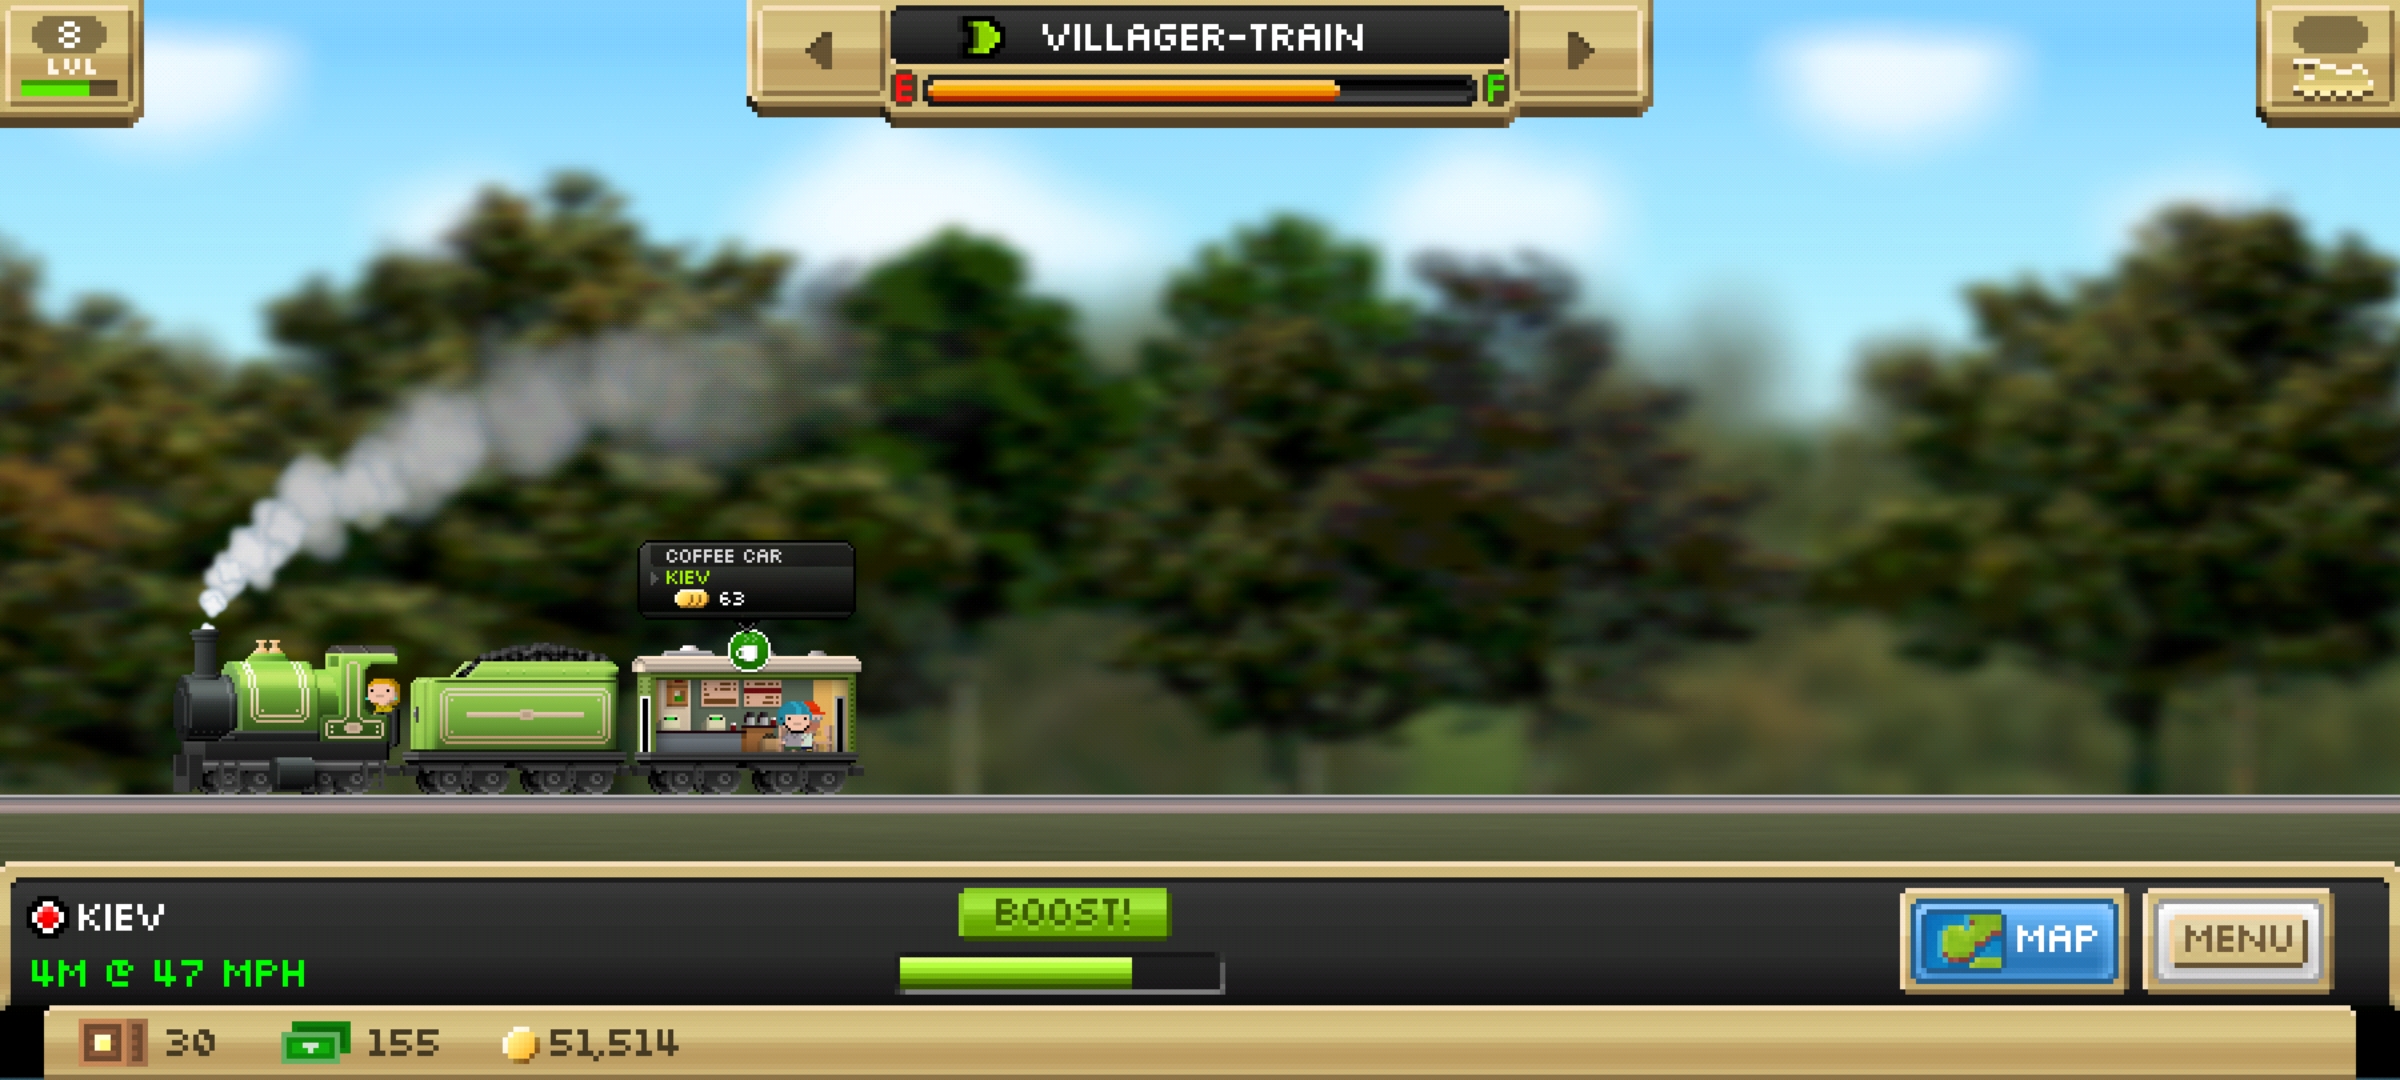 8
LVL
VILLAGER-TRAIN
E F
COFFEE CAR
KIEV
63
KIEV
BOOST!
4M @ 47 MPH
MAP
MENU
30
155
51,514